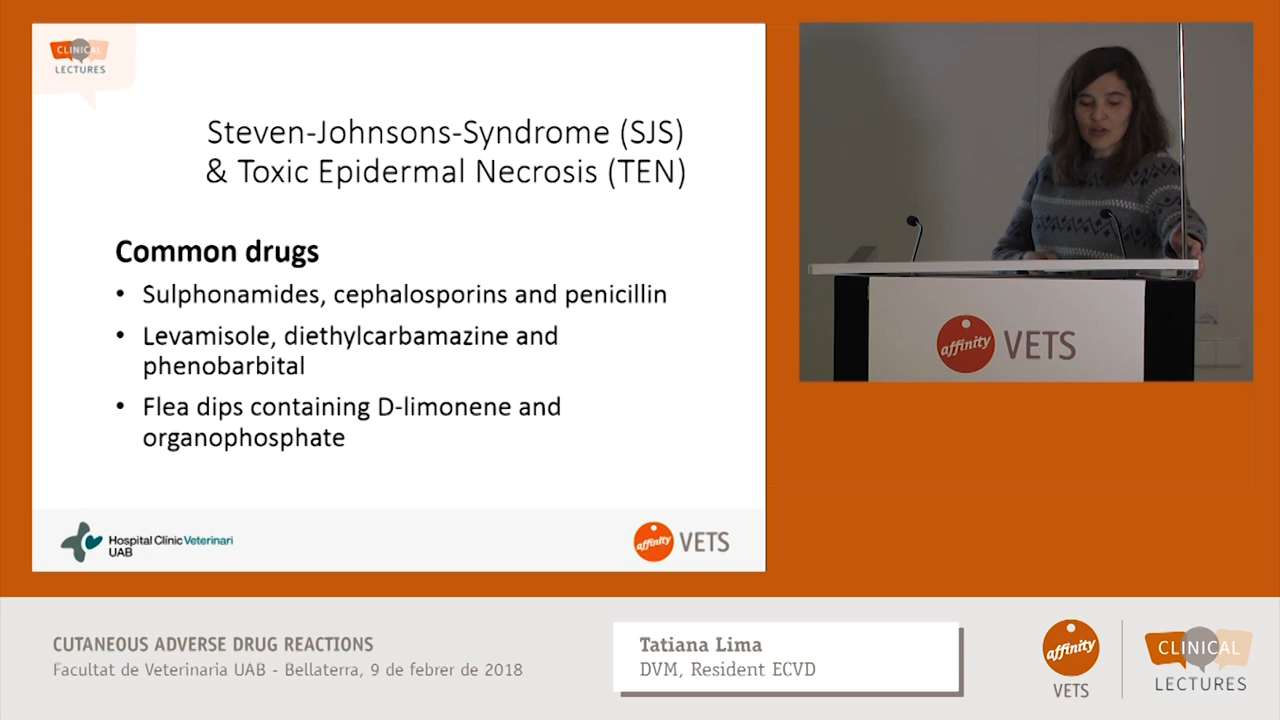 CLINICAL
LECTURES
Steven-Johnsons-Syndrome (SJS)
& Toxic Epidermal Necrosis (TEN)
Common drugs
• Sulphonamides, cephalosporins and penicillin
• Levamisole, diethylcarbamazine and
phenobarbital
• Flea dips containing D-limonene and
organophosphate
Hospital Clínic Veterinari
UAB
affinity VETS
affinity VETS
CUTANEOUS ADVERSE DRUG REACTIONS
Facultat de Veterinaria UAB - Bellaterra, 9 de febrer de 2018
Tatiana Lima
DVM, Resident ECVD
affinity
VETS
CLINICAL
LECTURES